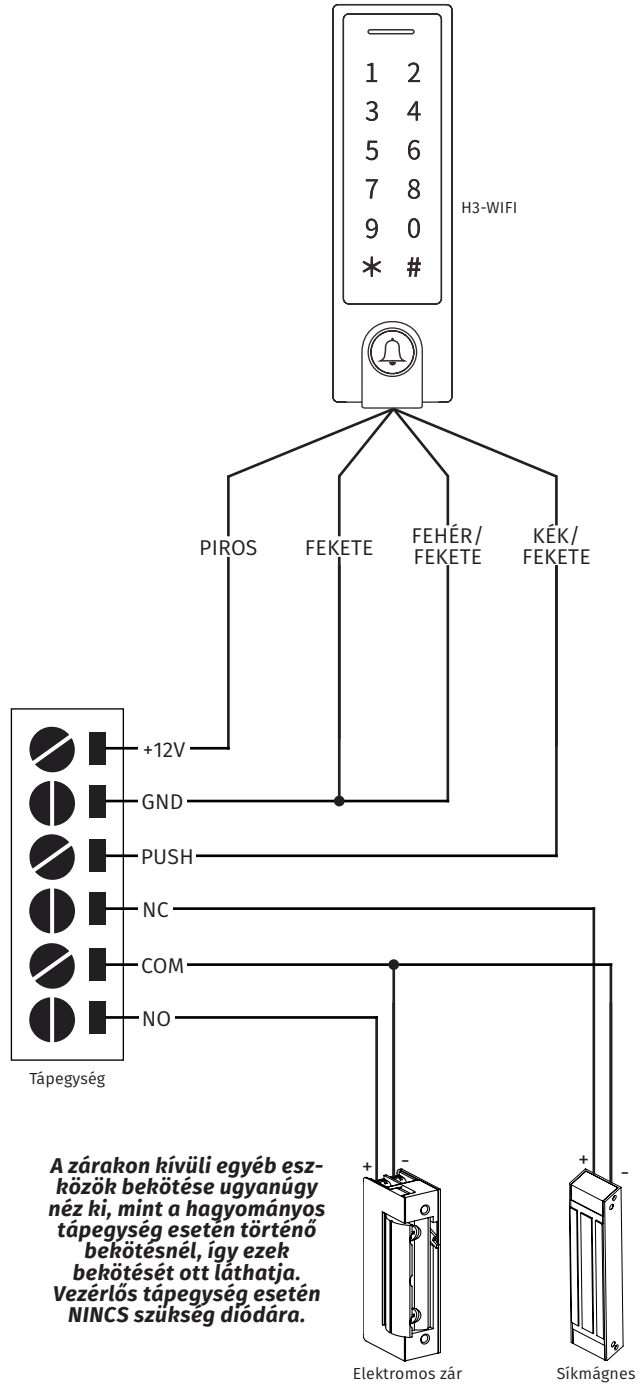 1 2
3 4
5 6
7 8
9 0
* #
H3-WIFI
PIROS
FEKETE
FEHÉR/
FEKETE
KÉK/
FEKETE
+12V
GND
PUSH
NC
COM
NO
Tápegység
A zárakon kívüli egyéb esz-
közök bekötése ugyanúgy
néz ki, mint a hagyományos
tápegység esetén történő
bekötésnél, így ezek
bekötését ott láthatja.
Vezérlős tápegység esetén
NINCS szükség diódára.
+ -
Elektromos zár
+ -
Síkmágnes